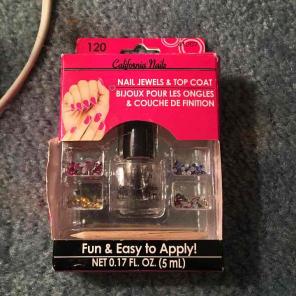 120
California Nails
NAIL JEWELS & TOP COAT
BIJOUX POUR LES ONGLES
& COUCHE DE FINITION
Fun & Easy to Apply!
NET 0.17 FL. OZ. (5 mL)